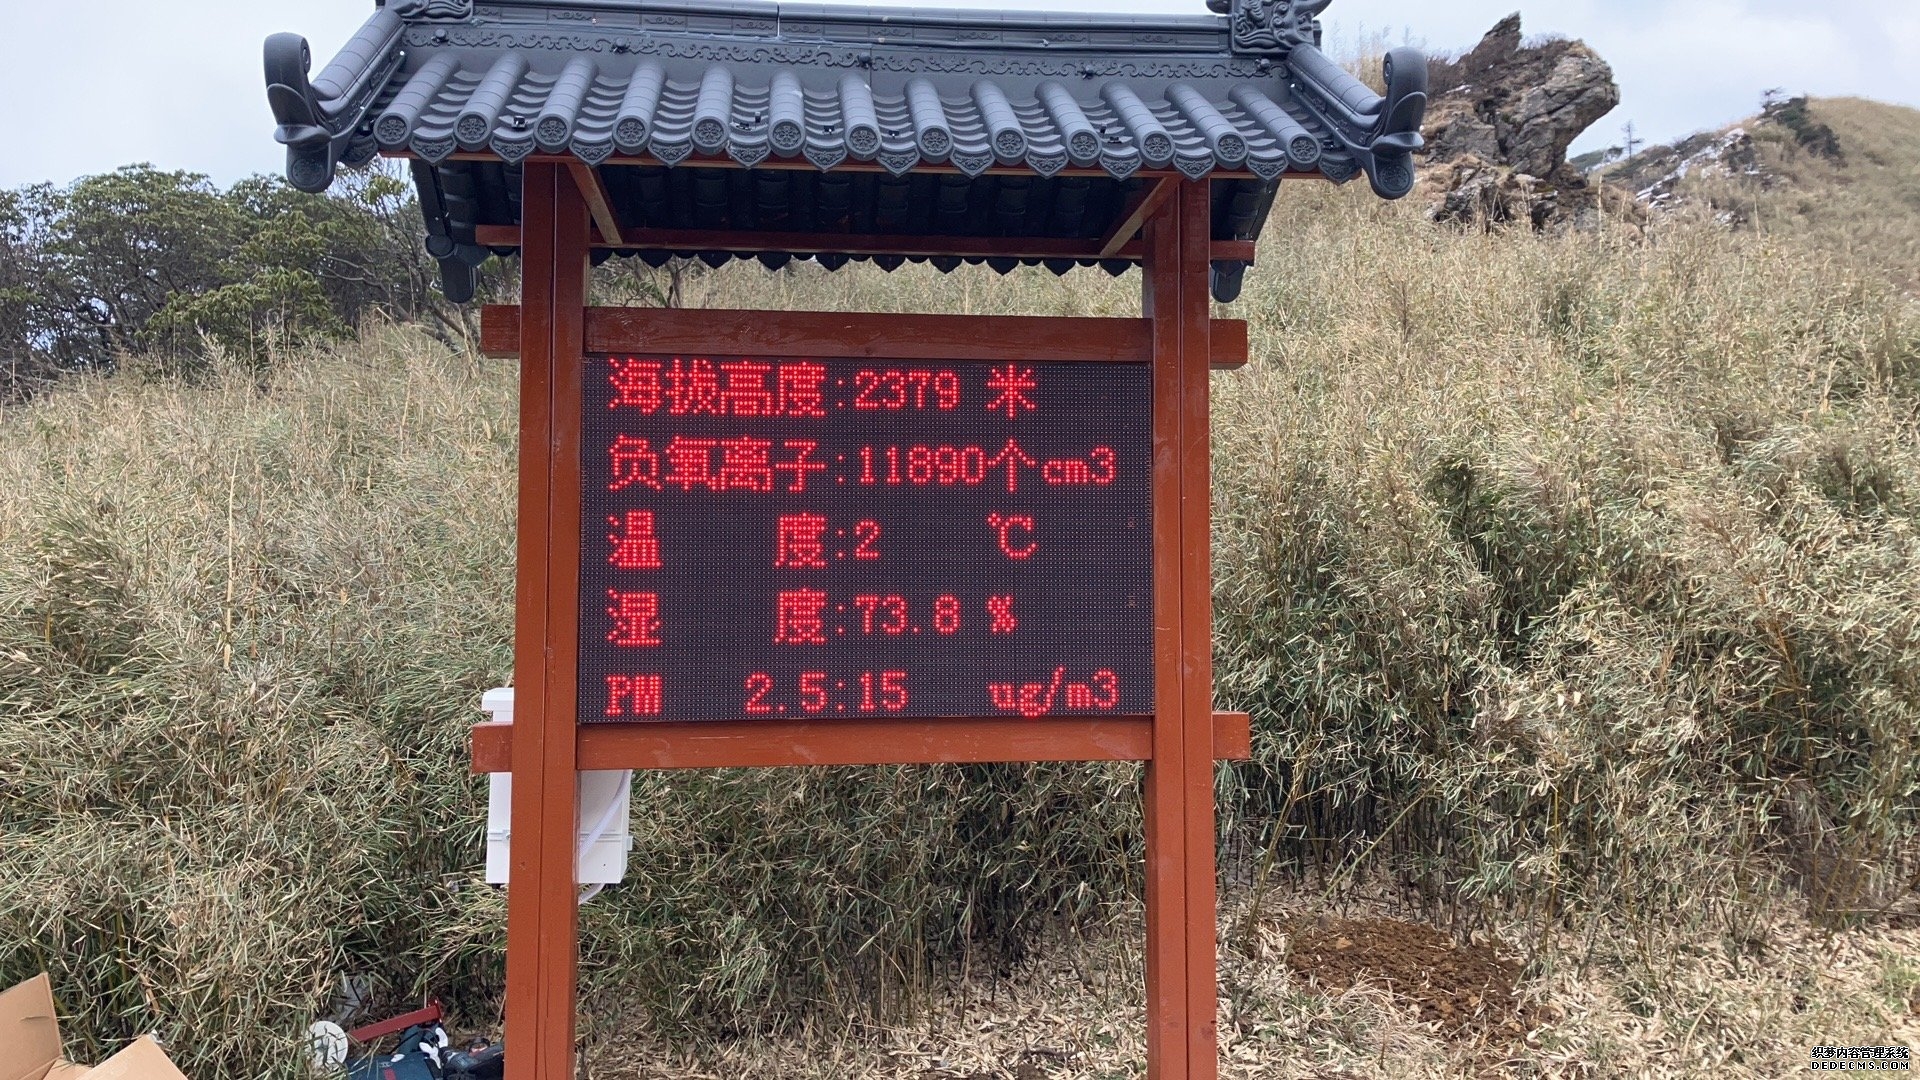 海拔高度:2379 米
负氧离子:11690个cm3
温 度:2 ℃
湿 度:73.8 %
PM 2.5:15 ug/m3
织梦内容管理系统
DEDECMS.COM